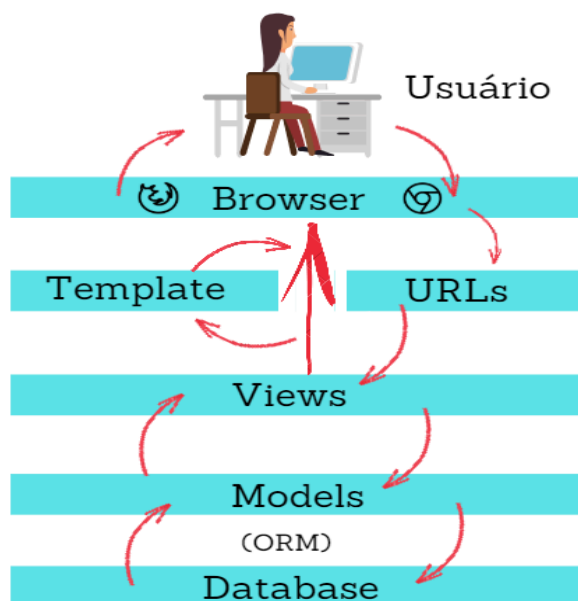 Usuário
Browser
Template
URLs
Views
Models
(ORM)
Database